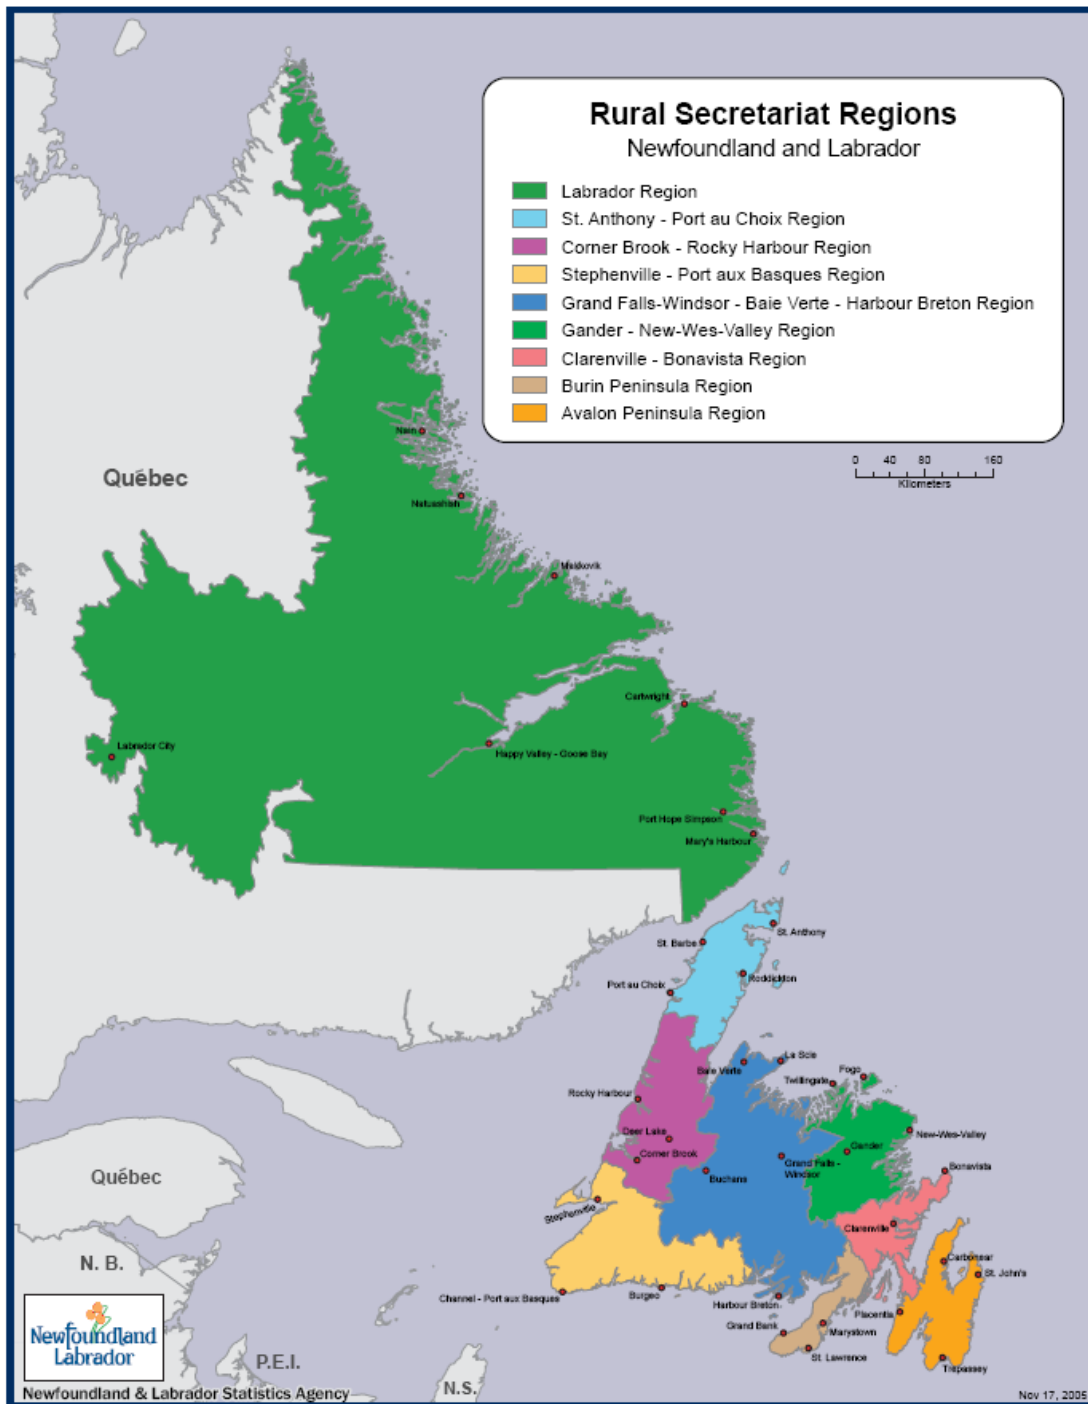 Rural Secretariat Regions
Newfoundland and Labrador
Labrador Region
St. Anthony - Port au Choix Region
Corner Brook - Rocky Harbour Region
Stephenville - Port aux Basques Region
Grand Falls-Windsor - Baie Verte - Harbour Breton Region
Gander - New-Wes-Valley Region
Clarenville - Bonavista Region
Burin Peninsula Region
Avalon Peninsula Region
0 40 80 160
Kilometers
Nain
Québec
Natuashish
Makkovik
Cartwright
Labrador City
Happy Valley - Goose Bay
Port Hope Simpson
Mary's Harbour
St. Anthony
St. Barbe
Roddickton
Port au Choix
La Scie
Baie Verte
Fogo
Twillingate
Rocky Harbour
New-Wes-Valley
Deer Lake
Gander
Corner Brook
Grand Falls -
Windsor
Bonavista
Buchans
Québec
Stephenville
Clarenville
N. B.
Carbonear
St. John's
Channel - Port aux Basques
Burgeo
Harbour Breton
Placentia
Grand Bank
Marystown
St. Lawrence
Trepassey
Newfoundland
Labrador
P.E.I.
N.S.
Newfoundland & Labrador Statistics Agency
Nov 17, 2005